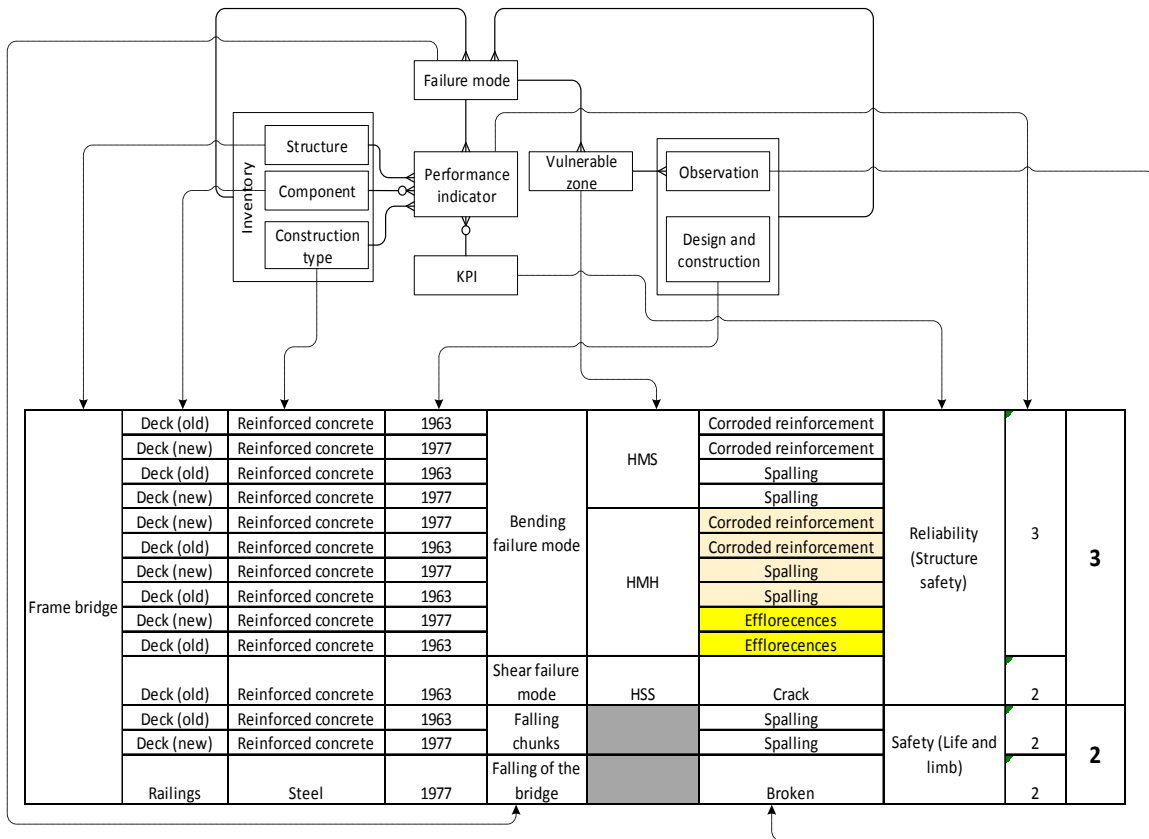 Failure mode
Inventory
Structure
Component
Construction
type
Performance
indicator
KPI
Vulnerable
zone
Observation
Design and
construction
Frame bridge
Deck (old) Reinforced concrete 1963 Corroded reinforcement
Deck (new) Reinforced concrete 1977 Corroded reinforcement
HMS
Deck (old) Reinforced concrete 1963 Spalling
Deck (new) Reinforced concrete 1977 Spalling
Deck (new) Reinforced concrete 1977 Corroded reinforcement
Bending
failure mode
Deck (old) Reinforced concrete 1963 Corroded reinforcement
Reliability
(Structure
safety)
3
3
Deck (new) Reinforced concrete 1977 Spalling
HMH
Deck (old) Reinforced concrete 1963 Spalling
Deck (new) Reinforced concrete 1977 Efflorecences
Deck (old) Reinforced concrete 1963 Efflorecences
Shear failure
mode
Deck (old) Reinforced concrete 1963 HSS Crack 2
Deck (old) Reinforced concrete 1963 Spalling
Falling
chunks
Deck (new) Reinforced concrete 1977 Spalling 2
Safety (Life and
limb)
2
Falling of the
bridge
Railings Steel 1977 Broken 2